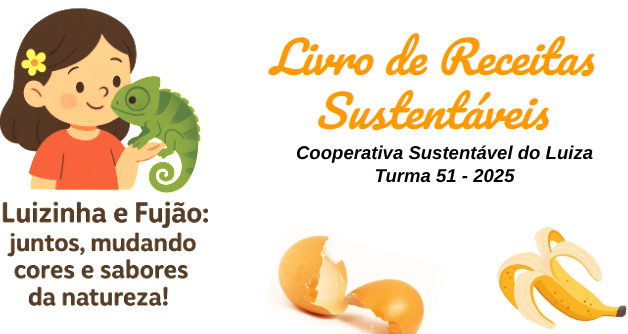 Livro de Receitas
Sustentáveis
Cooperativa Sustentável do Luiza
Turma 51 - 2025
Luizinha e Fujão:
juntos, mudando
cores e sabores
da natureza!